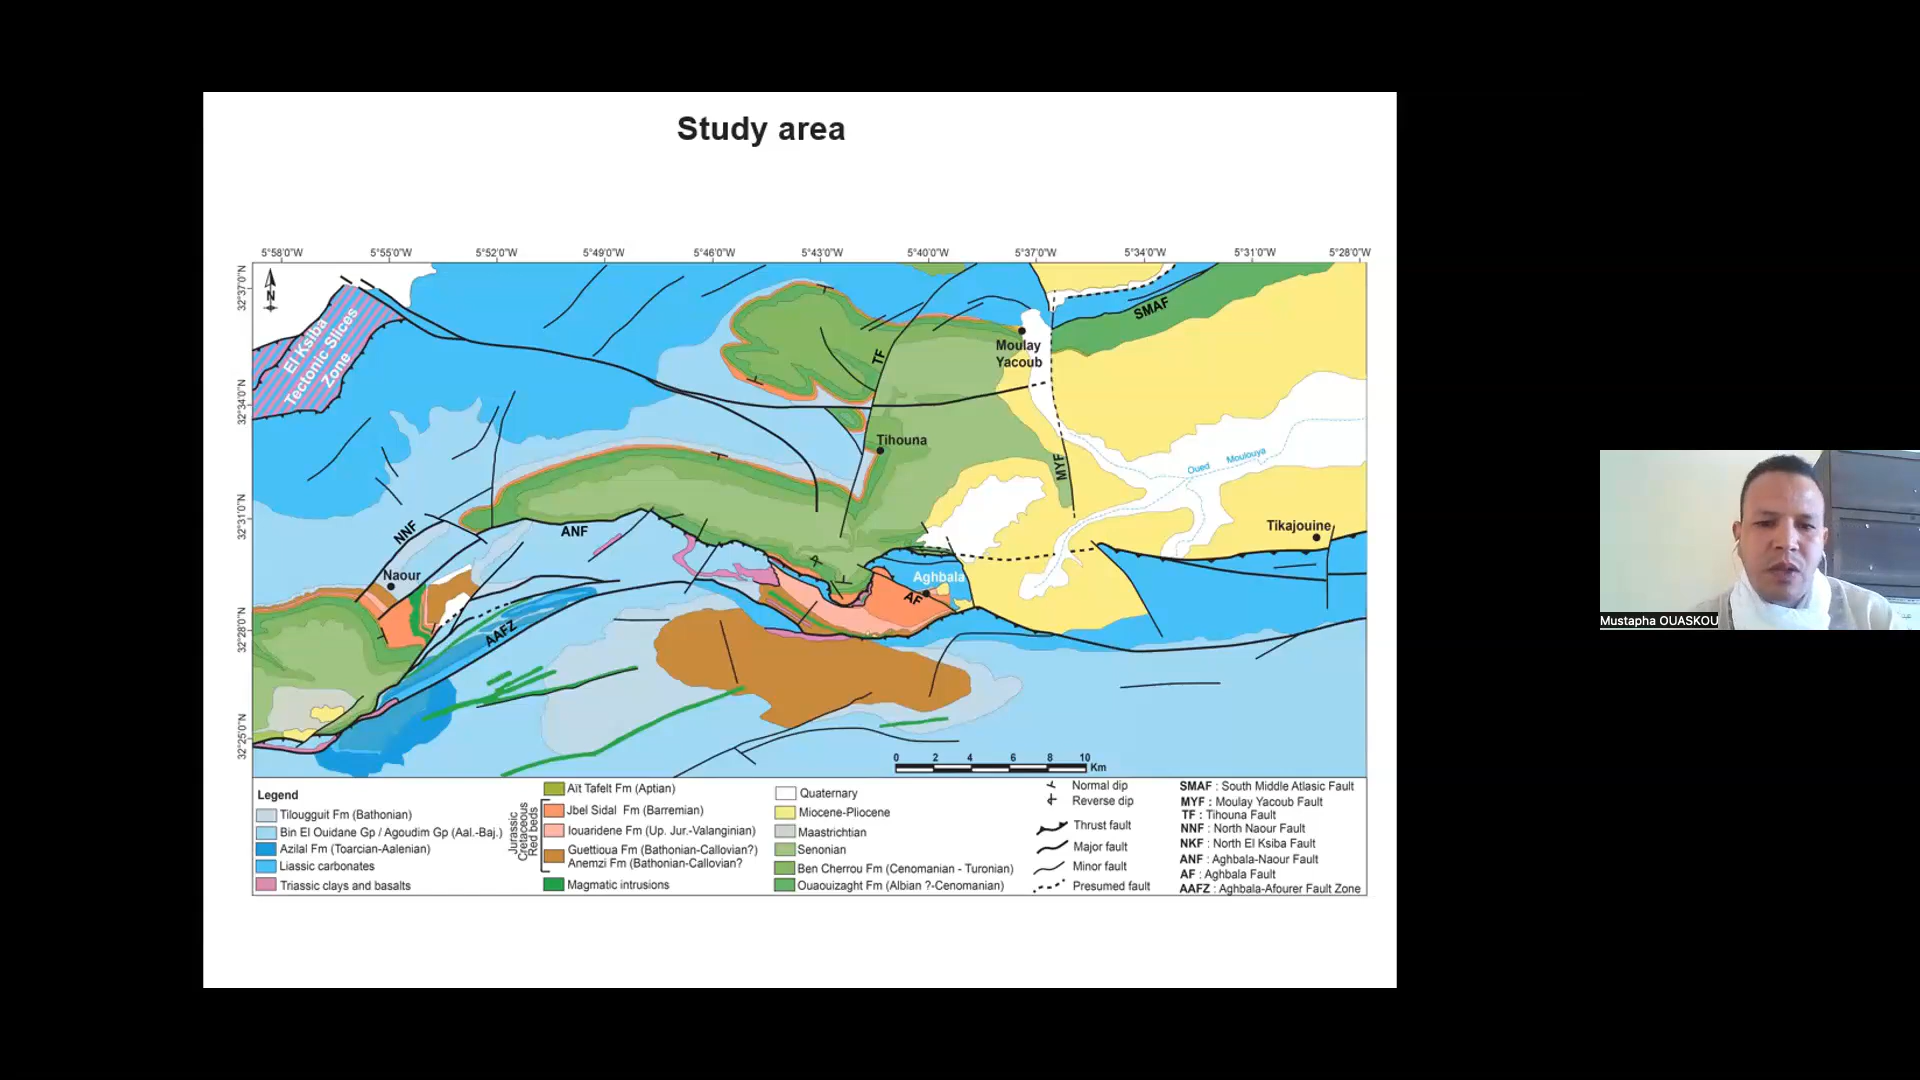 Study area
5°58'0"W 5°55'0"W 5°52'0"W 5°49'0"W 5°46'0"W 5°43'0"W 5°40'0"W 5°37'0"W 5°34'0"W 5°31'0"W 5°28'0"W
32°37'0"N
32°34'0"N
32°31'0"N
32°28'0"N
32°25'0"N
N
El Ksiba
Tectonic Slices
Zone
SMAF
TF
Moulay
Yacoub
Tihouna
MYF
Oued Moulouya
NNF
ANF
Tikajouine
Naour
Aghbala
AF
AAFZ
0 2 4 6 8 10
Km
Legend
Tilougguit Fm (Bathonian)
Bin El Ouidane Gp / Agoudim Gp (Aal.-Baj.)
Azilal Fm (Toarcian-Aalenian)
Liassic carbonates
Triassic clays and basalts
Jurassic
Cretaceous
Red beds
Aït Tafelt Fm (Aptian)
Jbel Sidal Fm (Barremian)
Iouaridene Fm (Up. Jur.-Valanginian)
Guettioua Fm (Bathonian-Callovian?)
Anemzi Fm (Bathonian-Callovian?
Magmatic intrusions
Quaternary
Miocene-Pliocene
Maastrichtian
Senonian
Ben Cherrou Fm (Cenomanian - Turonian)
Ouaouizaght Fm (Albian ?-Cenomanian)
Normal dip
Reverse dip
Thrust fault
Major fault
Minor fault
Presumed fault
SMAF : South Middle Atlasic Fault
MYF : Moulay Yacoub Fault
TF : Tihouna Fault
NNF : North Naour Fault
NKF : North El Ksiba Fault
ANF : Aghbala-Naour Fault
AF : Aghbala Fault
AAFZ : Aghbala-Afourer Fault Zone
Mustapha OUASKOU